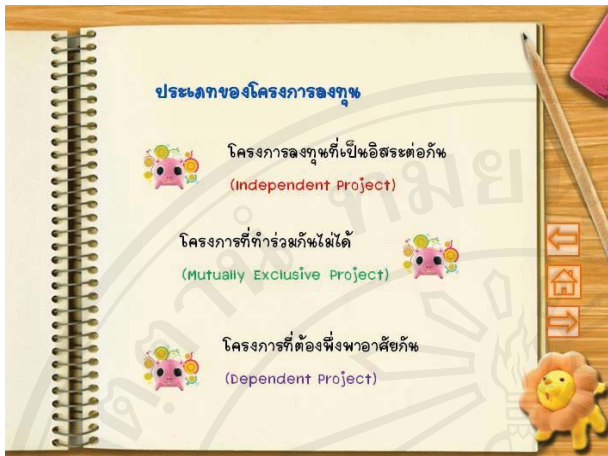 ประเภทของโครงการลงทุน
โครงการลงทุนที่เป็นอิสระต่อกัน
(Independent Project)
โครงการที่ทำร่วมกันไม่ได้
(Mutually Exclusive Project)
โครงการที่ต้องพึ่งพาอาศัยกัน
(Dependent Project)